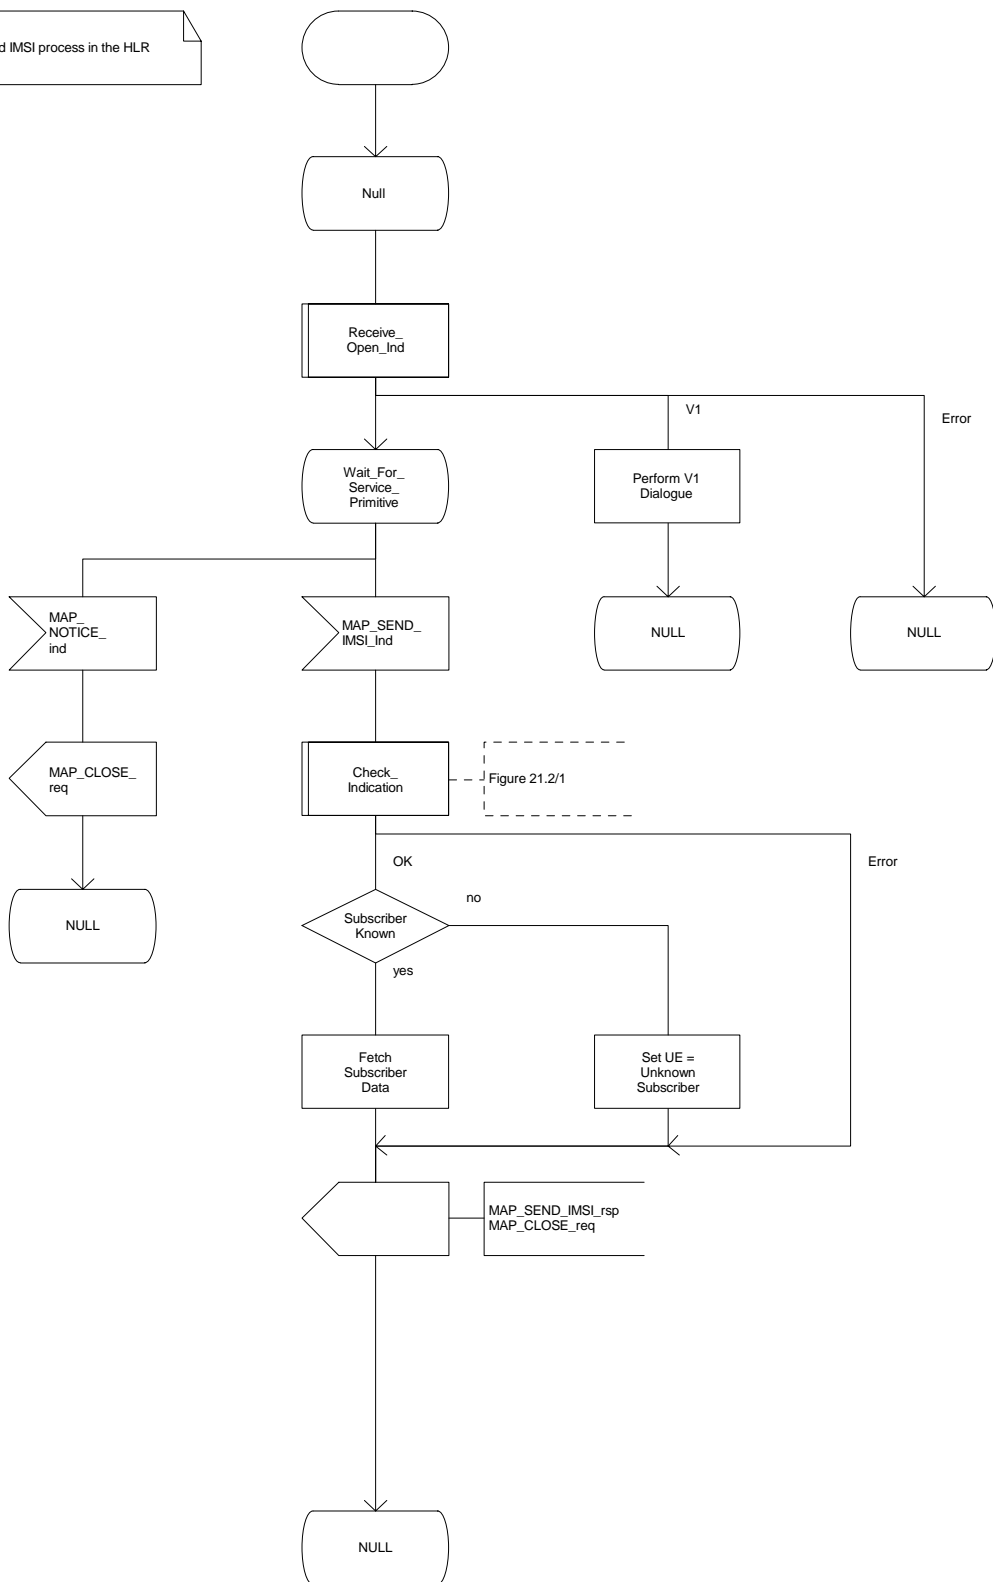 d IMSI process in the HLR
Null
Receive_
Open_Ind
V1
Error
Wait_For_
Service_
Primitive
Perform V1
Dialogue
MAP_
NOTICE_
ind
MAP_SEND_
IMSI_Ind
NULL
NULL
MAP_CLOSE_
req
Check_
Indication
Figure 21.2/1
OK
Error
no
Subscriber
Known
NULL
yes
Fetch
Subscriber
Data
Set UE =
Unknown
Subscriber
MAP_SEND_IMSI_rsp
MAP_CLOSE_req
NULL